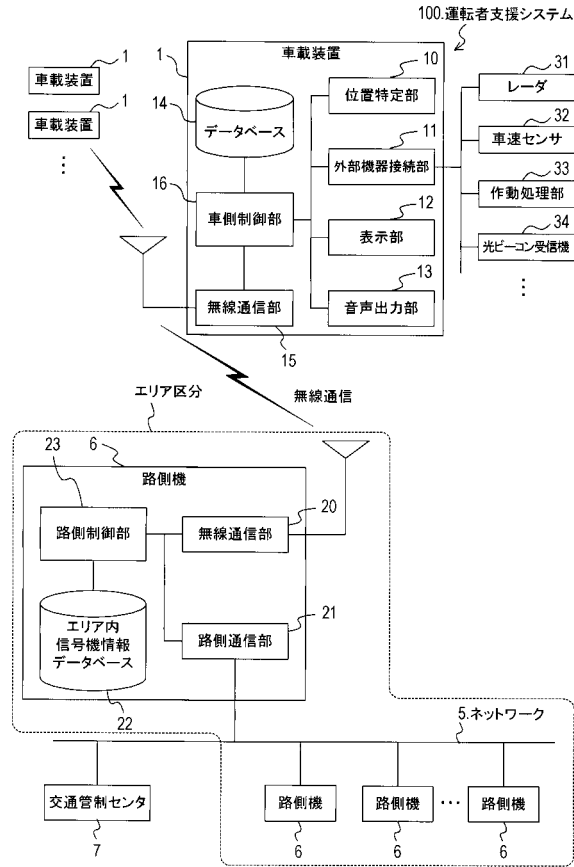 100.運転者支援システム
1
車載装置
1
車載装置
⋮
1
車載装置
14
データベース
16
車側制御部
無線通信部
15
10
位置特定部
11
外部機器接続部
12
表示部
13
音声出力部
31
レーダ
32
車速センサ
33
作動処理部
34
光ビーコン受信機
⋮
エリア区分
無線通信
6
路側機
23
路側制御部
20
無線通信部
21
路側通信部
エリア内
信号機情報
データベース
22
5.ネットワーク
交通管制センタ
7
路側機
6
路側機
6
…
路側機
6